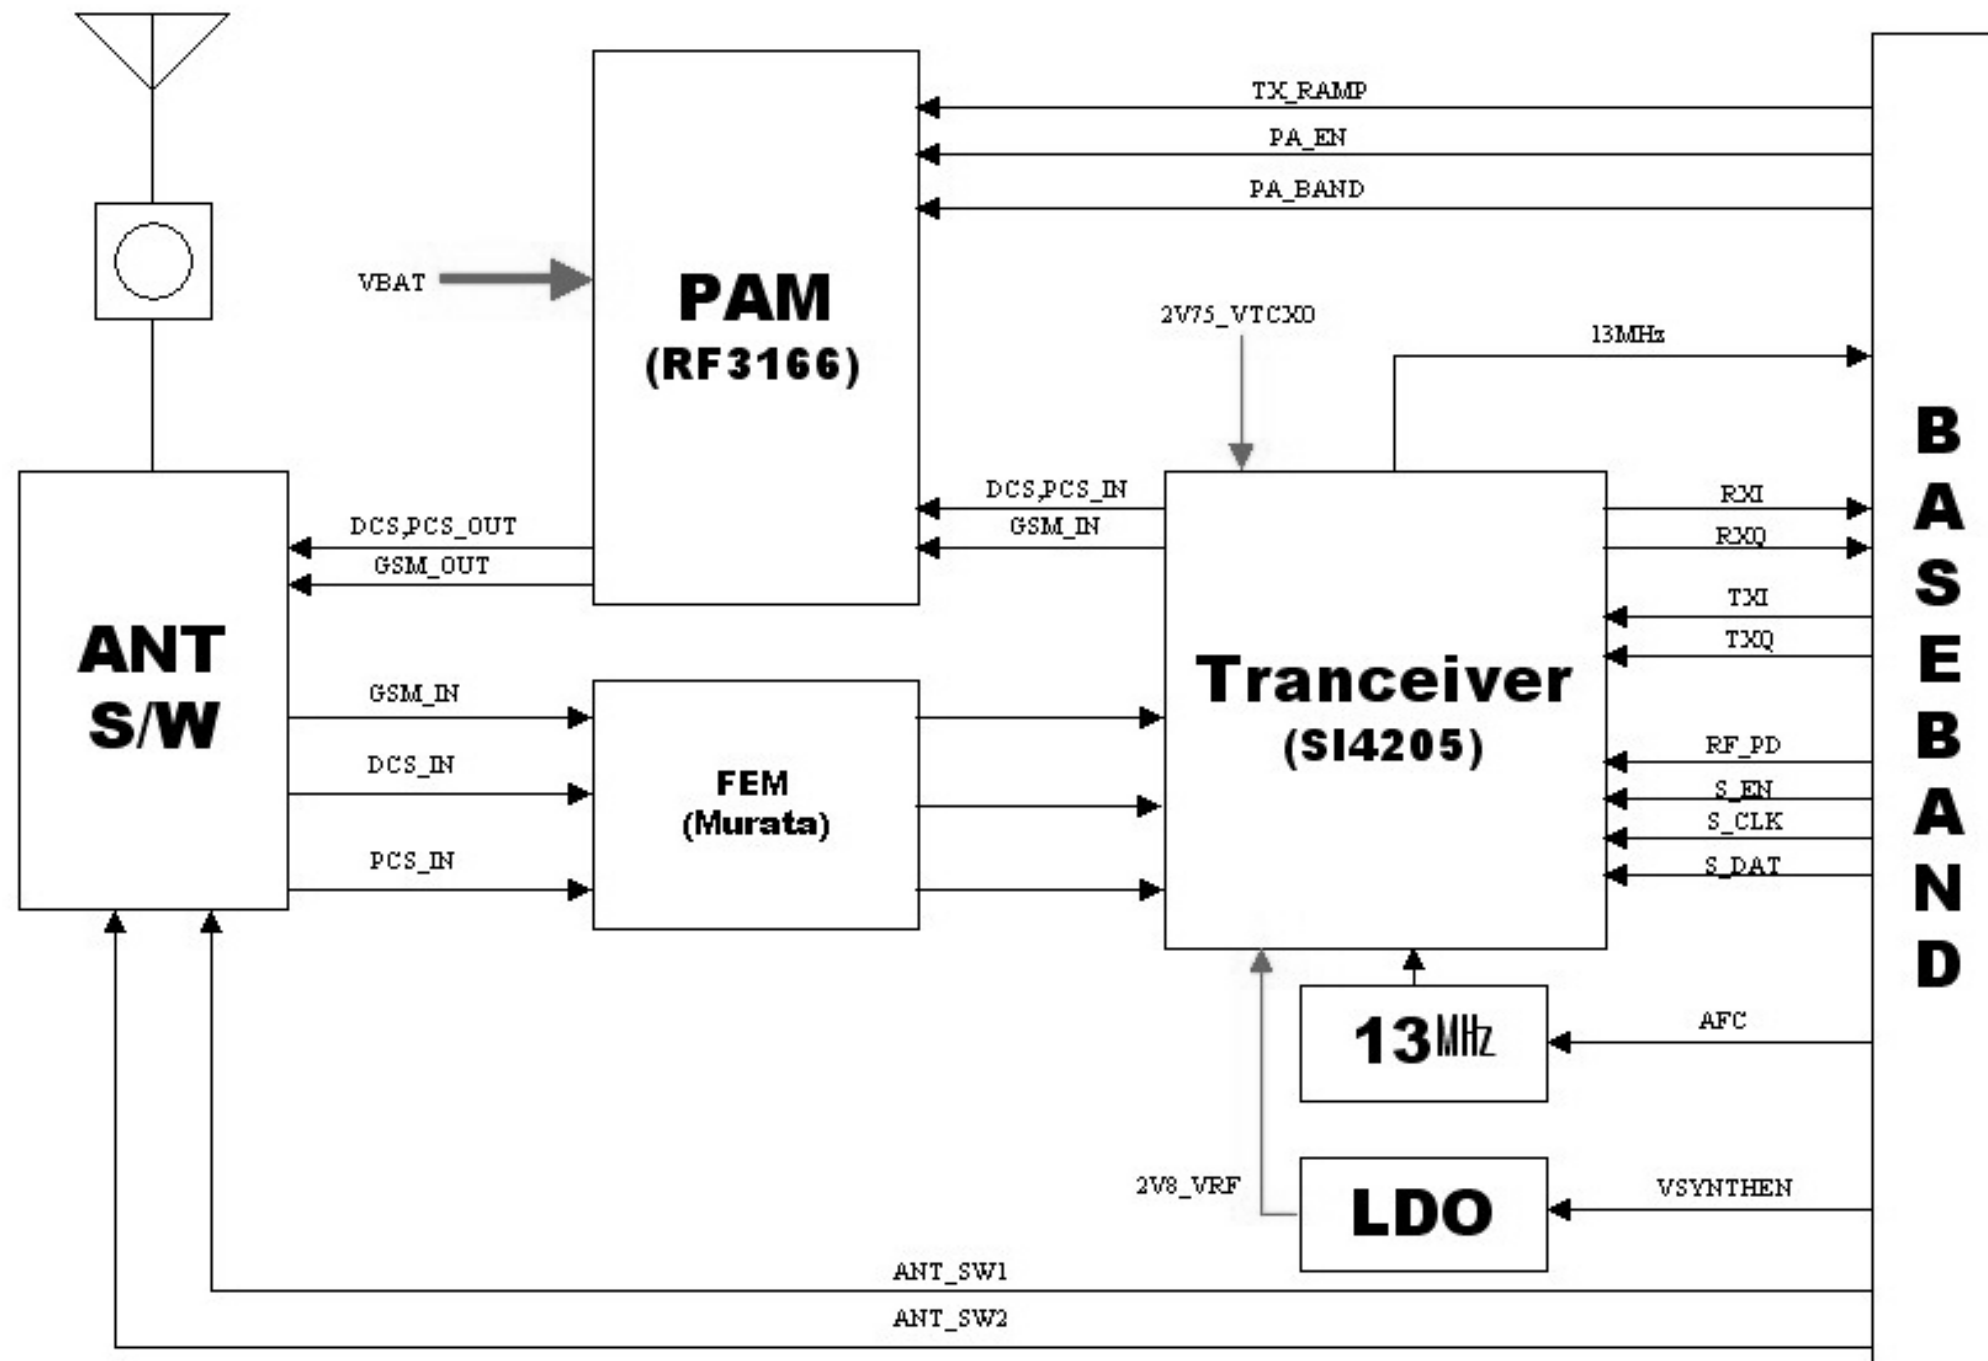 TX_RAMP
PA_EN
PA_BAND
VBAT
PAM
(RF3166)
2V75_VTCXO
13MHz
DCS,PCS_IN
GSM_IN
RXI
RXQ
DCS,PCS_OUT
GSM_OUT
TXI
TXQ
ANT
S/W
GSM_IN
DCS_IN
PCS_IN
FEM
(Murata)
Tranceiver
(SI4205)
RF_PD
S_EN
S_CLK
S_DAT
13MHz
AFC
2V8_VRF
LDO
VSYNTHEN
ANT_SW1
ANT_SW2
B
A
S
E
B
A
N
D